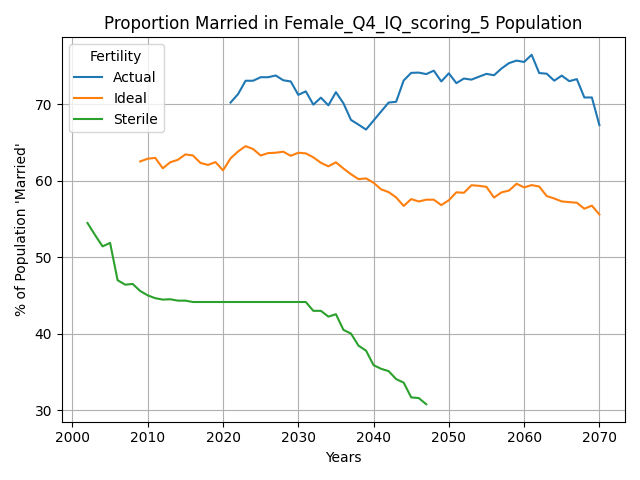 Proportion Married in Female_Q4_IQ_scoring_5 Population
Fertility
Actual
Ideal
Sterile
% of Population 'Married'
70
60
50
40
30
2000 2010 2020 2030 2040 2050 2060 2070
Years